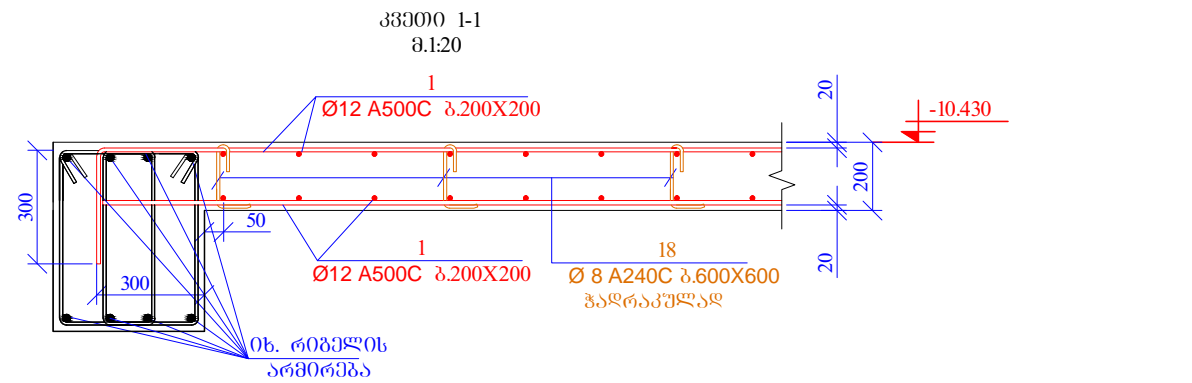 კვეთი 1-1
მ.1:20
1
Ø12 A500C ბ.200X200
20
-10.430
300
200
50
300
1
Ø12 A500C ბ.200X200
18
Ø 8 A240C ბ.600X600
ჭადრაკულად
20
იხ. რიგელის
არმირება